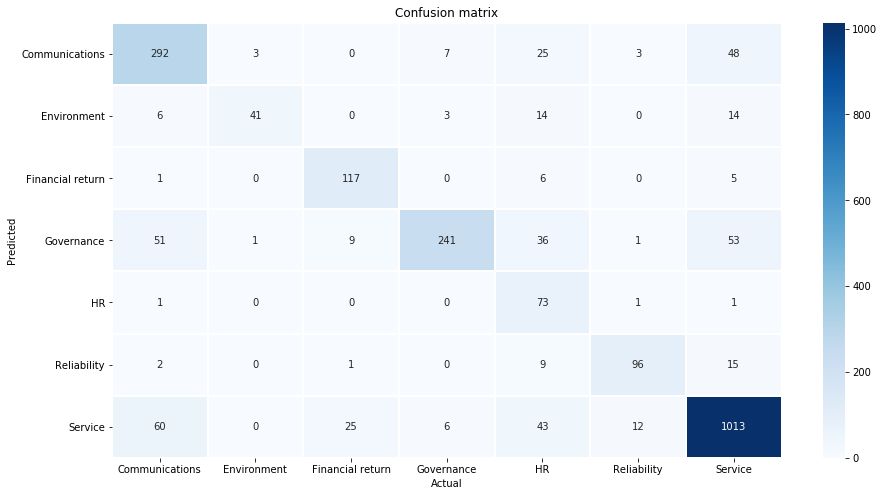 Confusion matrix
Communications 292 3 0 7 25 3 48
Environment 6 41 0 3 14 0 14
Financial return 1 0 117 0 6 0 5
Governance 51 1 9 241 36 1 53
HR 1 0 0 0 73 1 1
Reliability 2 0 1 0 9 96 15
Service 60 0 25 6 43 12 1013
Communications Environment Financial return Governance HR Reliability Service
Actual
Predicted
1000
800
600
400
200
0